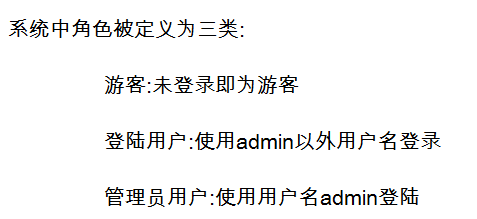 系统中角色被定义为三类:
游客:未登录即为游客
登陆用户:使用admin以外用户名登录
管理员用户:使用用户名admin登陆